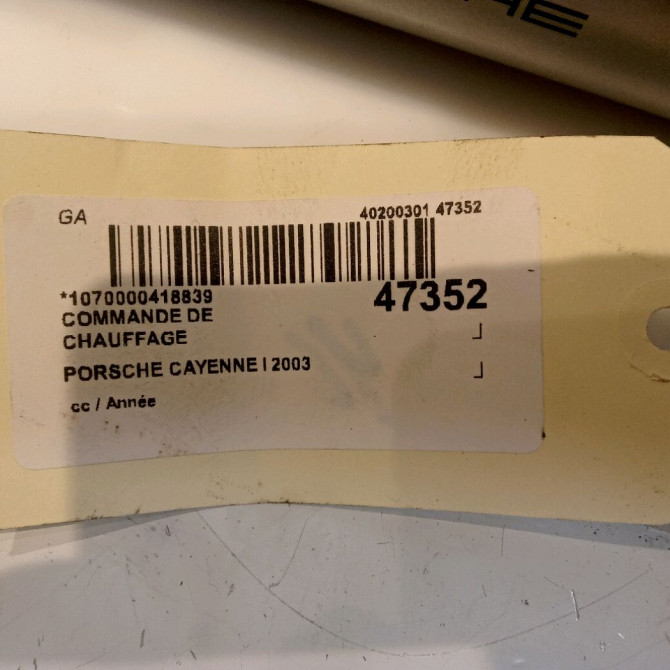 GA 40200301 47352
*1070000418839 47352
COMMANDE DE
CHAUFFAGE
PORSCHE CAYENNE I 2003
cc / Année